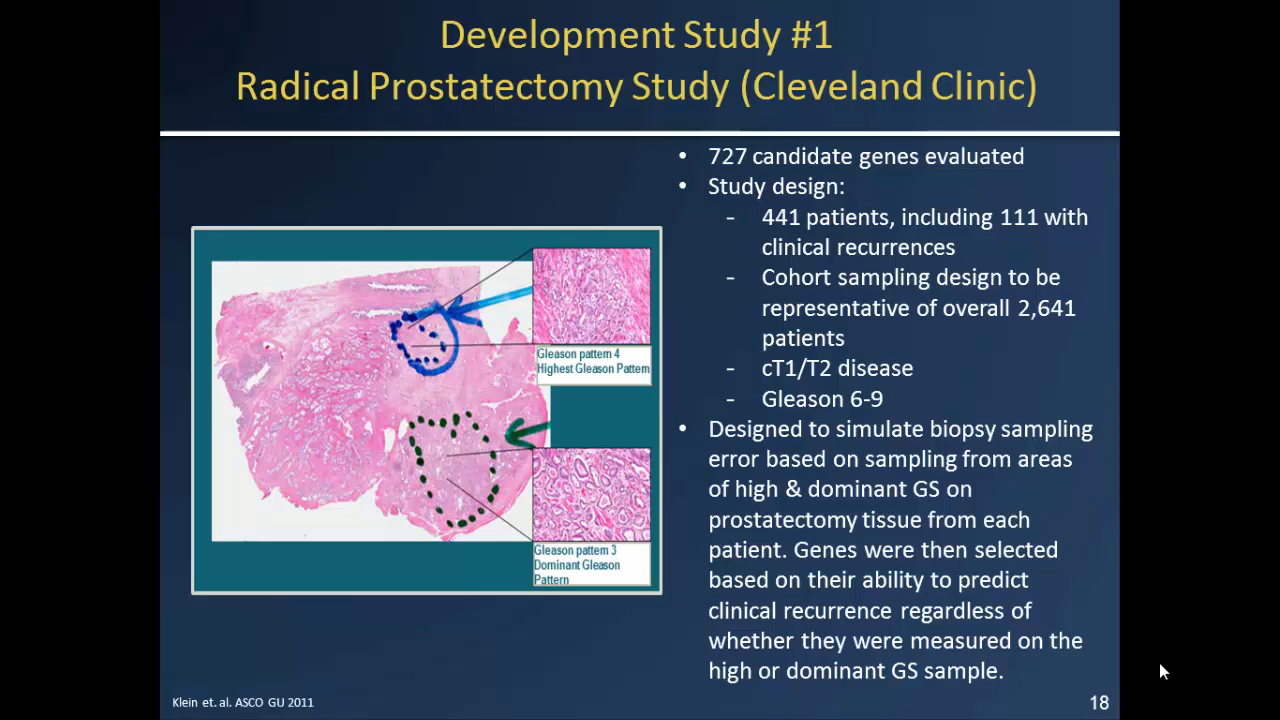 Development Study #1
Radical Prostatectomy Study (Cleveland Clinic)
• 727 candidate genes evaluated
• Study design:
- 441 patients, including 111 with
clinical recurrences
- Cohort sampling design to be
representative of overall 2,641
patients
- cT1/T2 disease
- Gleason 6-9
• Designed to simulate biopsy sampling
error based on sampling from areas
of high & dominant GS on
prostatectomy tissue from each
patient. Genes were then selected
based on their ability to predict
clinical recurrence regardless of
whether they were measured on the
high or dominant GS sample.
Gleason pattern 4
Highest Gleason Pattern
Gleason pattern 3
Dominant Gleason
Pattern
Klein et. al. ASCO GU 2011
18